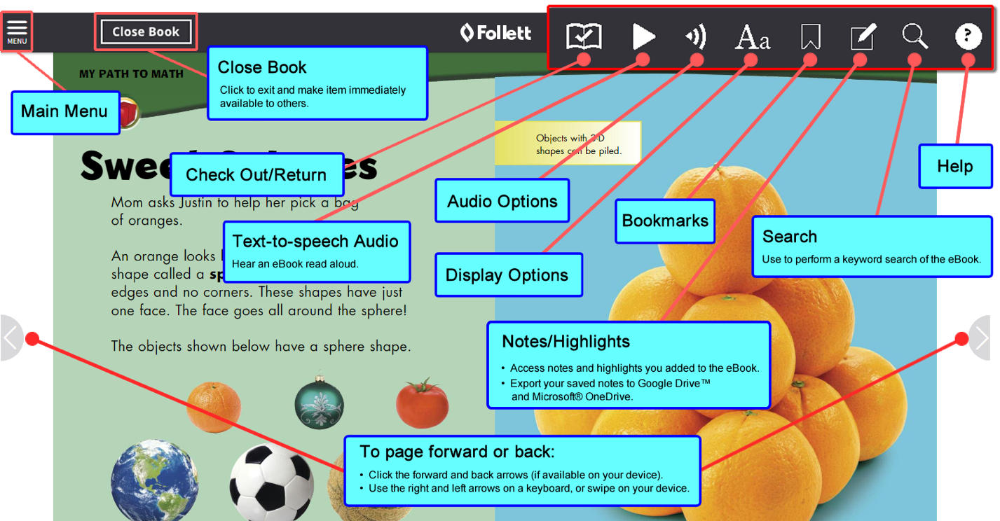 MENU
Close Book
Follett
Aa
?
MY PATH TO MATH
Close Book
Click to exit and make item immediately
available to others.
Main Menu
Objects with 3-D
shapes can be piled.
Help
Check Out/Return
Audio Options
Mom asks Justin to help her pick a bag
of oranges.
Bookmarks
Text-to-speech Audio
Hear an eBook read aloud.
Search
Use to perform a keyword search of the eBook.
Display Options
An orange looks
shape called a
edges and no corners. These shapes have just
one face. The face goes all around the sphere!
The objects shown below have a sphere shape.
Notes/Highlights
• Access notes and highlights you added to the eBook.
• Export your saved notes to Google Drive™
and Microsoft® OneDrive.
To page forward or back:
• Click the forward and back arrows (if available on your device).
• Use the right and left arrows on a keyboard, or swipe on your device.